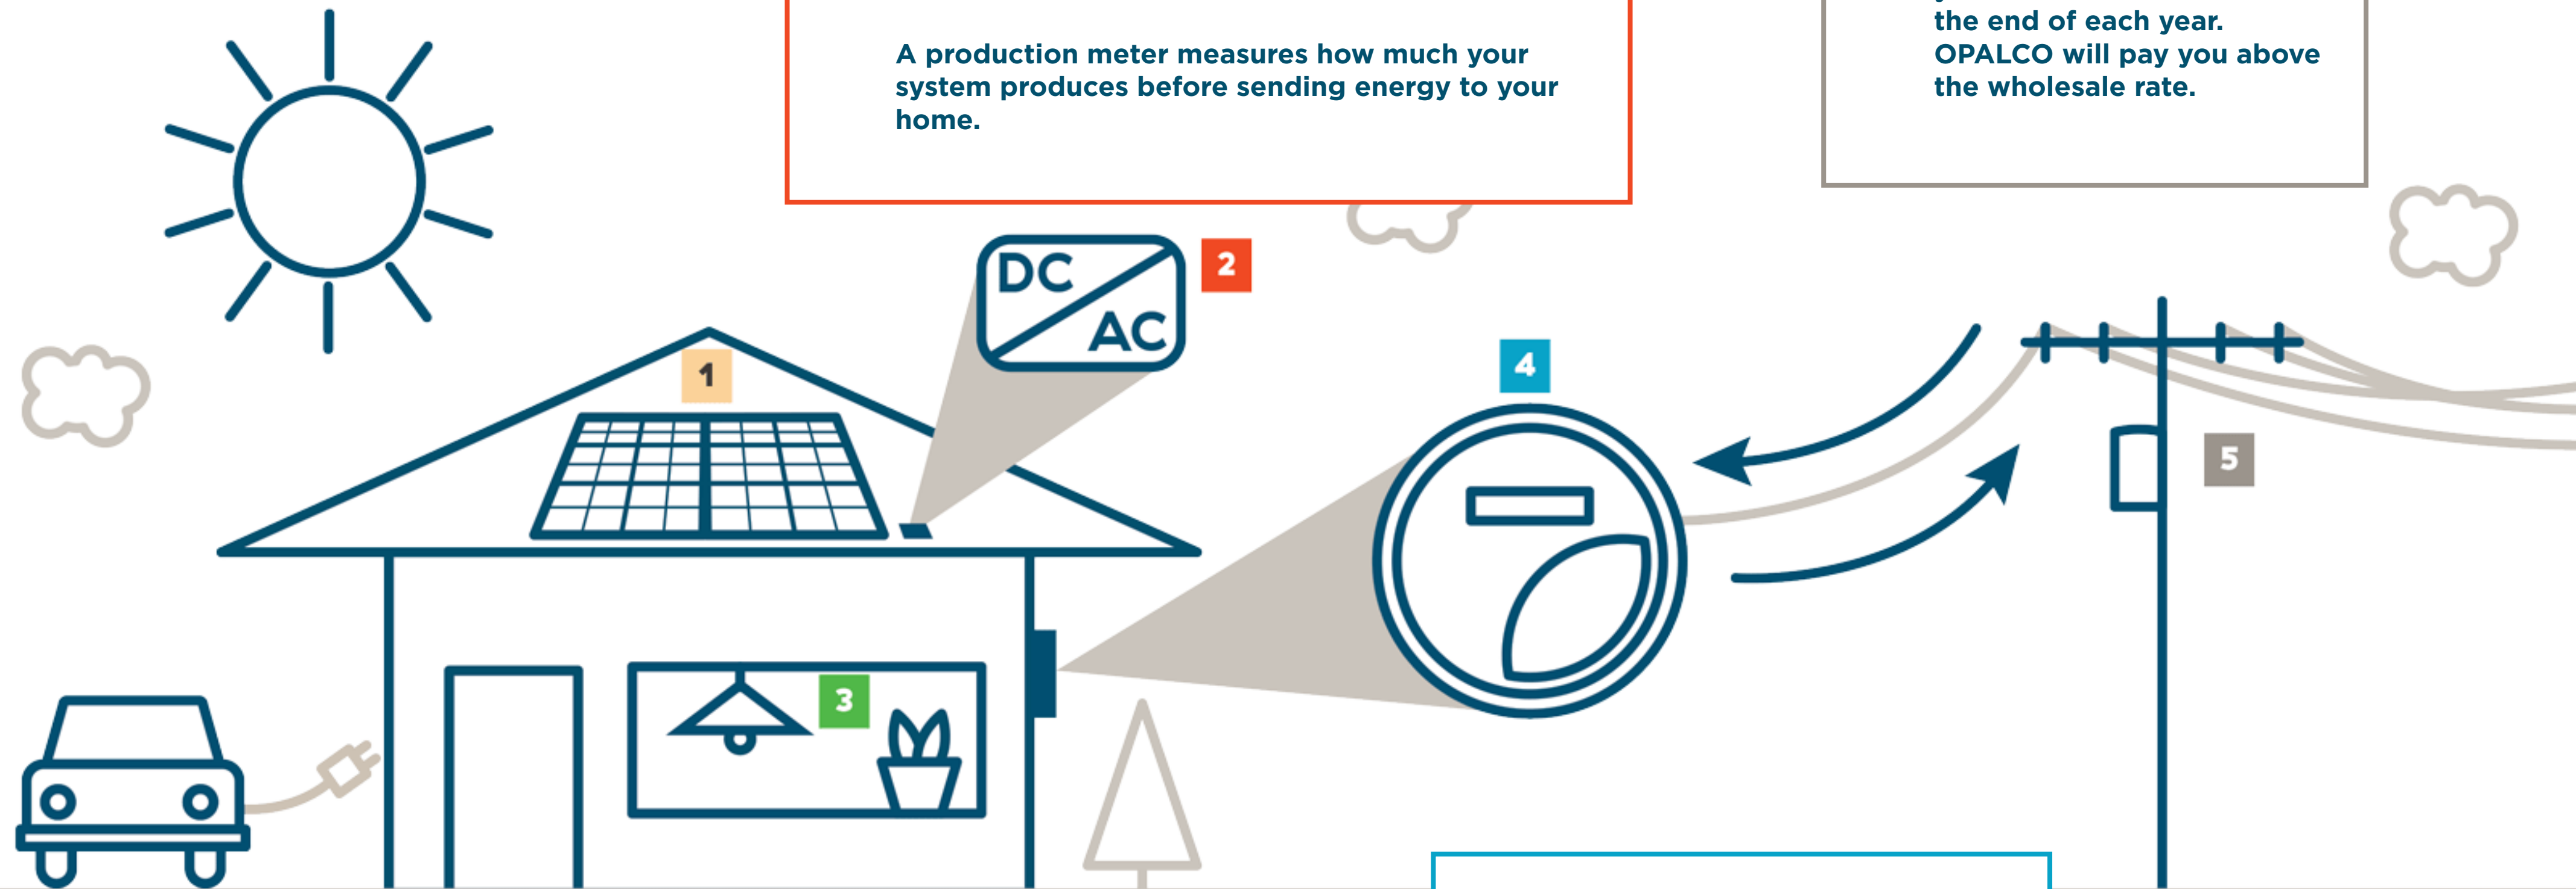 A production meter measures how much your
system produces before sending energy to your
home.
the end of each year.
OPALCO will pay you above
the wholesale rate.
DC
AC
2
1
4
5
3